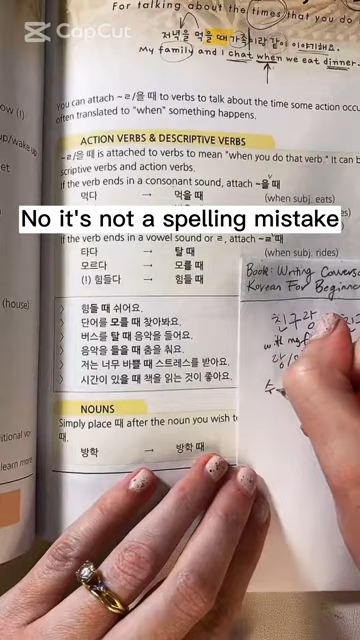 CapCut
For talking about the times that you do
저녁을 먹을 때 가족이랑 같이 이야기해요.
My family and I chat when we eat dinner.
You can attach ~ㄹ/을 때 to verbs to talk about the time some action occu
often translated to "when" something happens.
ow (!)
up/wake up
et
(house)
ditional vo
learn more
ACTION VERBS & DESCRIPTIVE VERBS
~ㄹ/을 때 is attached to verbs to mean "when you do that verb." It can b
scriptive verbs and action verbs.
If the verb ends in a consonant sound, attach ~을 때
먹다 → 먹을 때 (when subj. eats)
No it's not a spelling mistake
If the verb ends in a vowel sound or ㄹ, attach ~ㄹ 때
타다 → 탈 때 (when subj. rides)
모르다 → 모를 때
(!) 힘들다 → 힘들 때
힘들 때 쉬어요.
단어를 모를 때 찾아봐요.
버스를 탈 때 음악을 들어요.
음악을 들을 때 춤을 춰요.
저는 너무 바쁠 때 스트레스를 받아요.
시간이 있을 때 책을 읽는 것이 좋아요.
NOUNS
Simply place 때 after the noun you wish t
때.
방학 → 방학 때
Book: Writing Convers
Korean For Beginne
친구랑
with my f
랑/